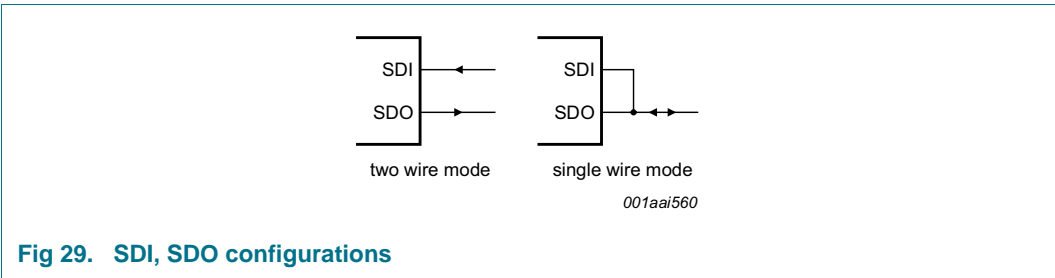 SDI
SDO
SDI
SDO
two wire mode
single wire mode
001aai560
Fig 29. SDI, SDO configurations